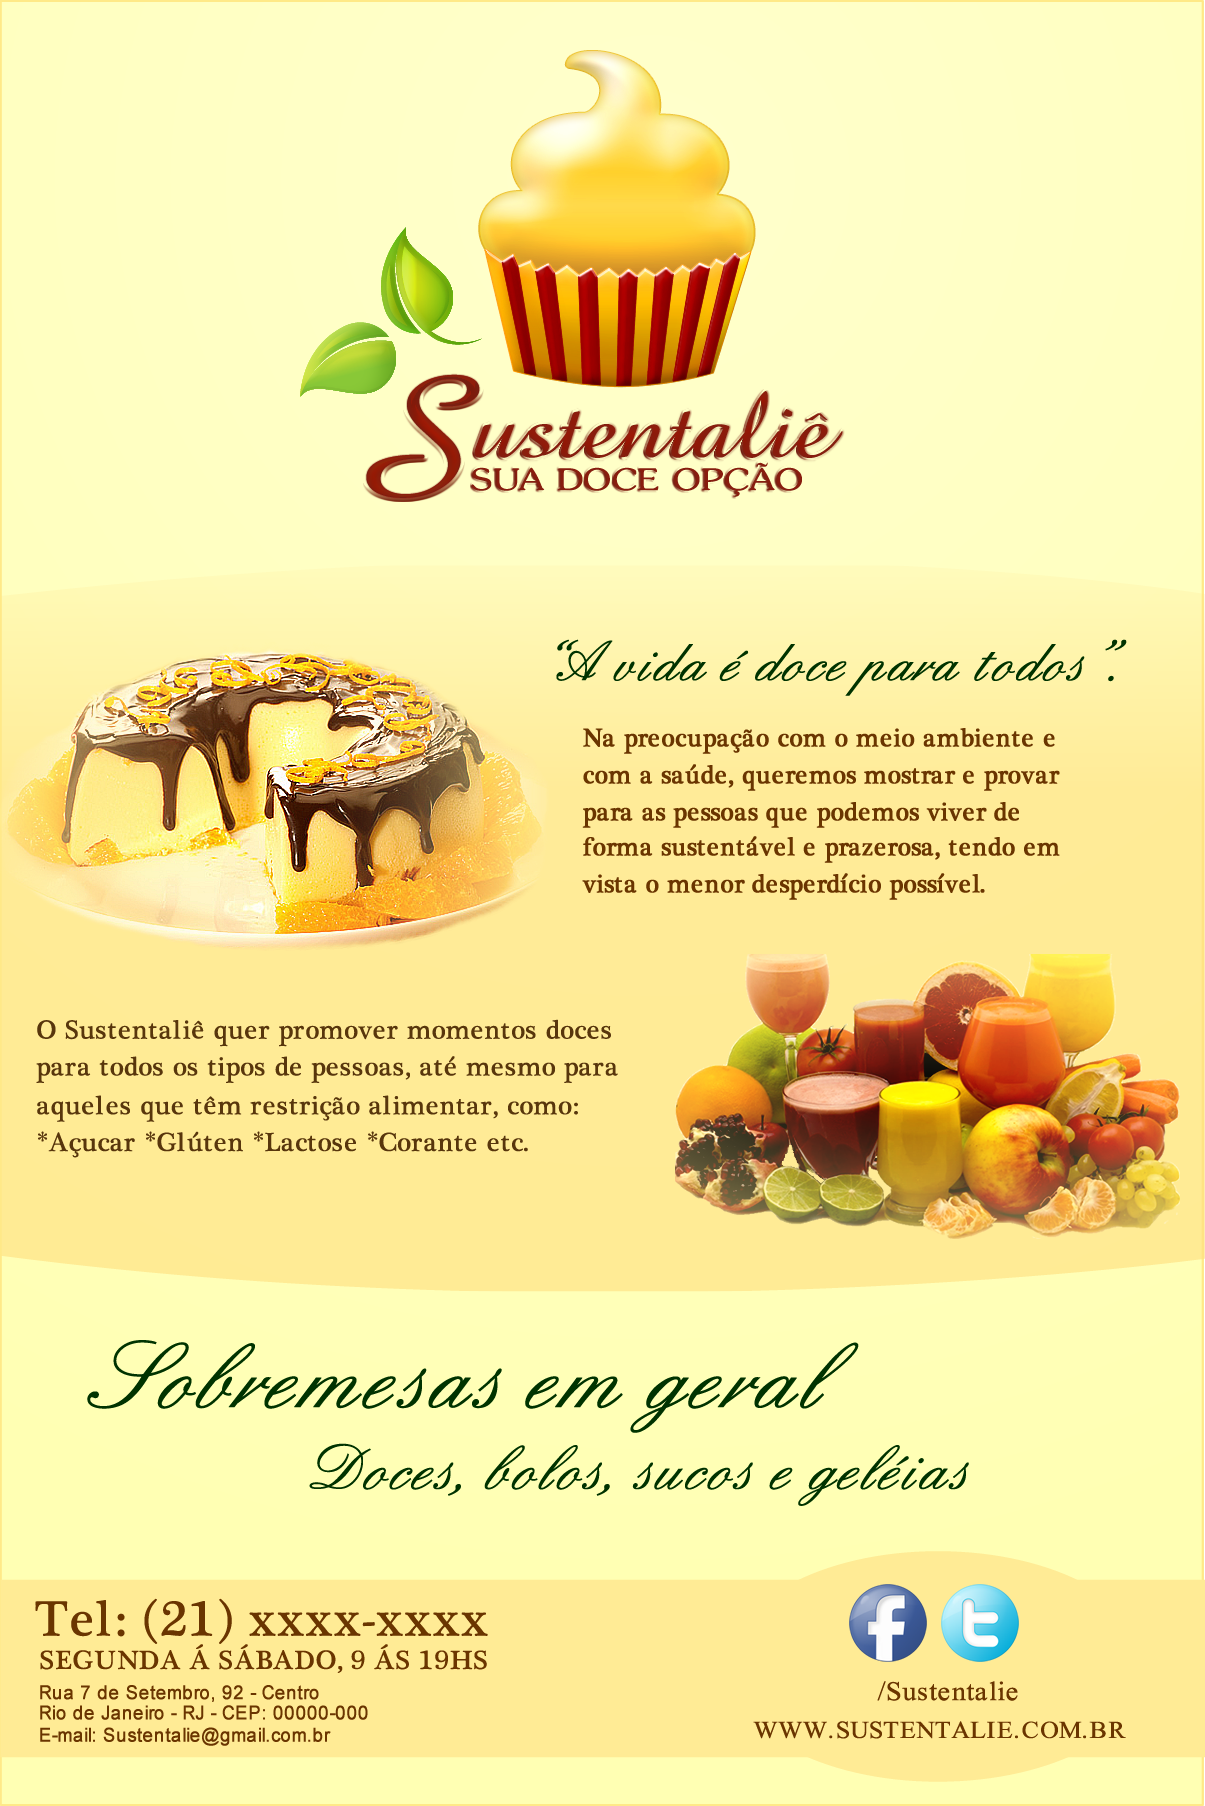 Sustentaliê
SUA DOCE OPÇÃO
“A vida é doce para todos ”.
Na preocupação com o meio ambiente e
com a saúde, queremos mostrar e provar
para as pessoas que podemos viver de
forma sustentável e prazerosa, tendo em
vista o menor desperdício possível.
O Sustentaliê quer promover momentos doces
para todos os tipos de pessoas, até mesmo para
aqueles que têm restrição alimentar, como:
*Açucar *Glúten *Lactose *Corante etc.
Sobremesas em geral
Doces, bolos, sucos e geléias
Tel: (21) xxxx-xxxx
SEGUNDA Á SÁBADO, 9 ÁS 19HS
Rua 7 de Setembro, 92 - Centro
Rio de Janeiro - RJ - CEP: 00000-000
E-mail: Sustentalie@gmail.com.br
/Sustentalie
WWW.SUSTENTALIE.COM.BR